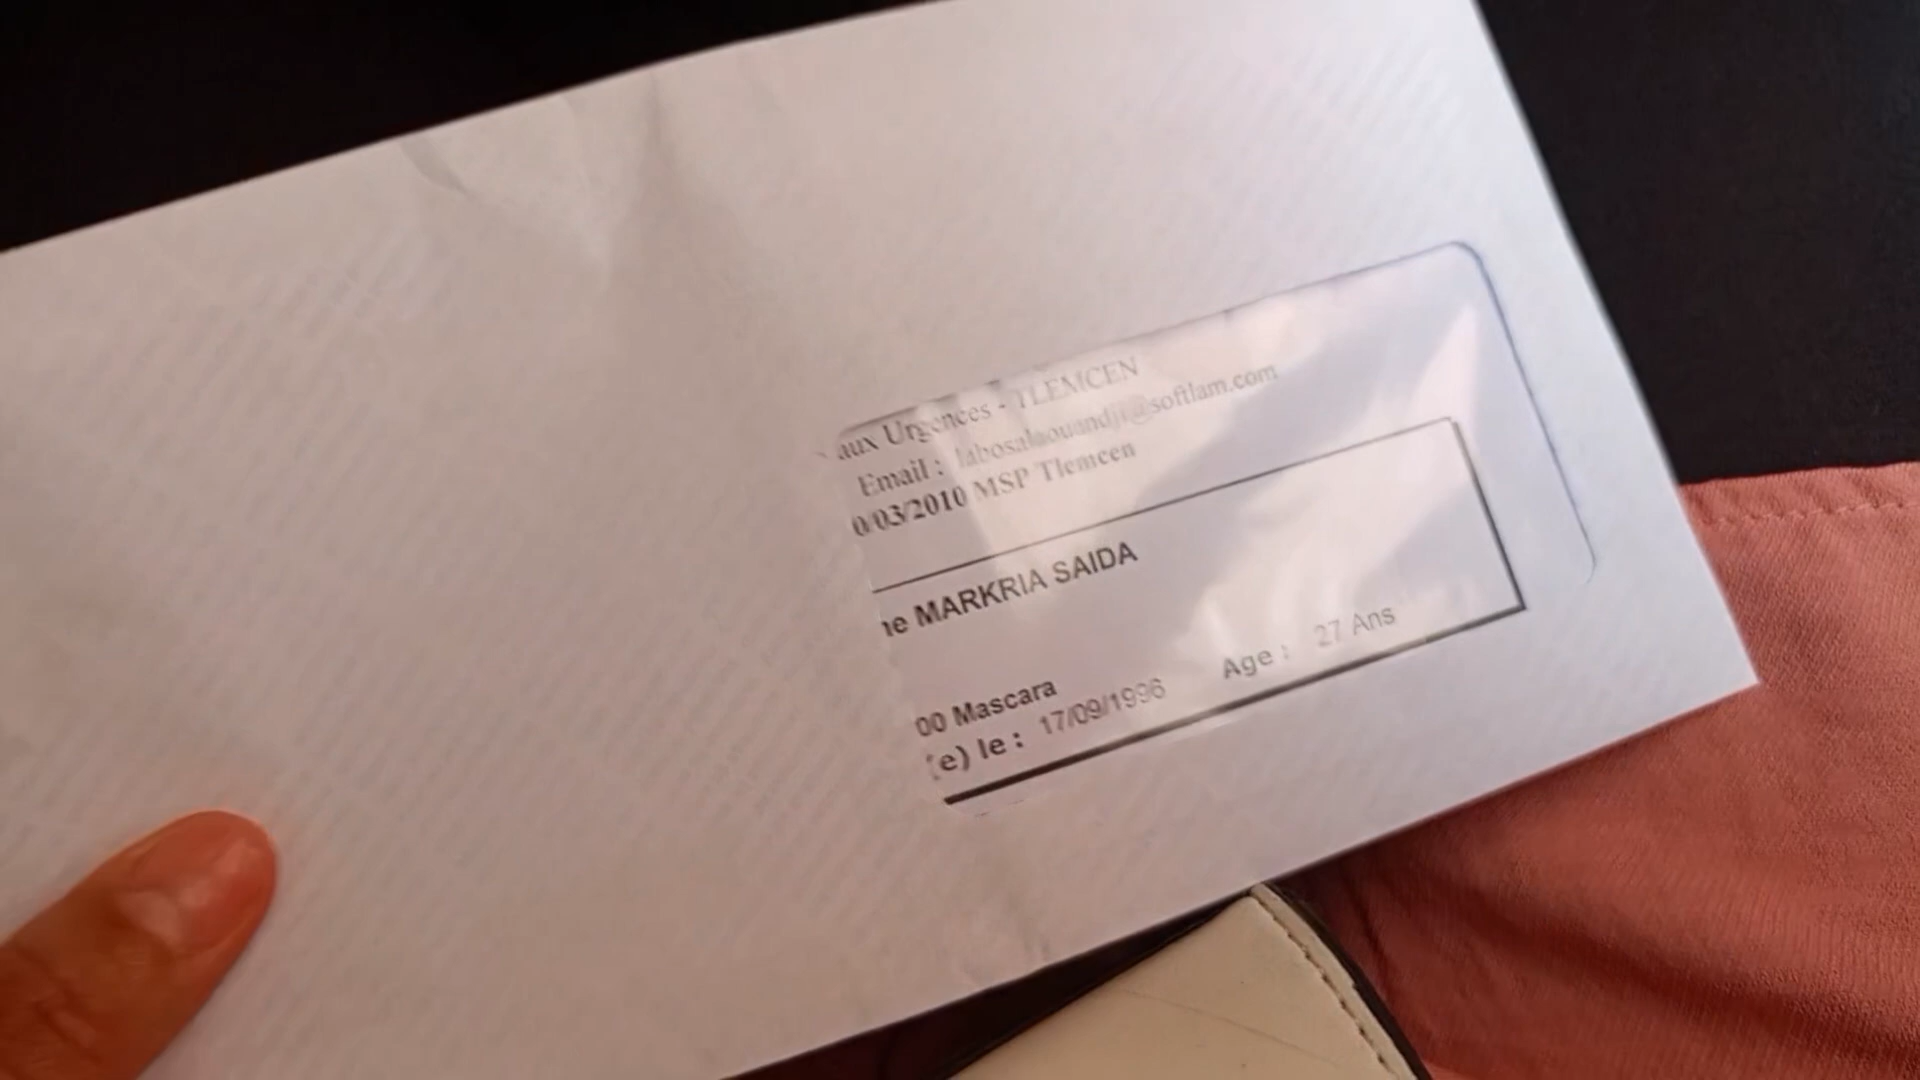 aux Urgences - TLEMCEN
Email : labosalaouandji@softlam.com
0/03/2010 MSP Tlemcen
ne MARKRIA SAIDA
00 Mascara
(e) le : 17/09/1996 Age : 27 Ans